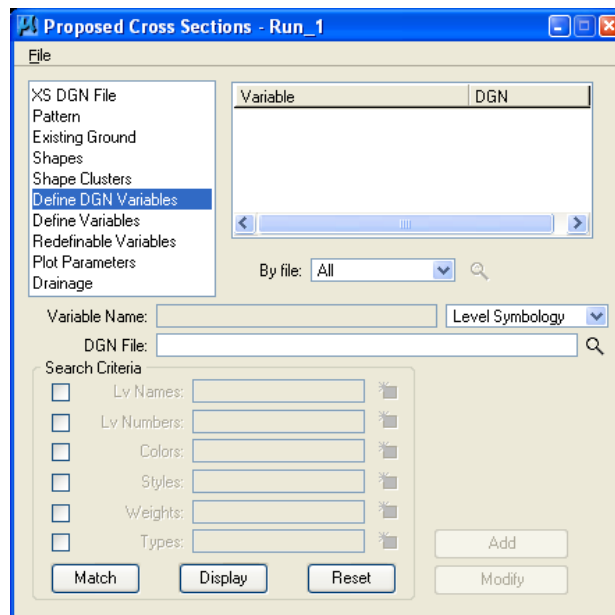 Proposed Cross Sections - Run_1
File
XS DGN File
Pattern
Existing Ground
Shapes
Shape Clusters
Define DGN Variables
Define Variables
Redefinable Variables
Plot Parameters
Drainage
Variable DGN
By file: All
Variable Name: Level Symbology
DGN File:
Search Criteria
Lv Names:
Lv Numbers:
Colors:
Styles:
Weights:
Types:
Add
Match Display Reset Modify